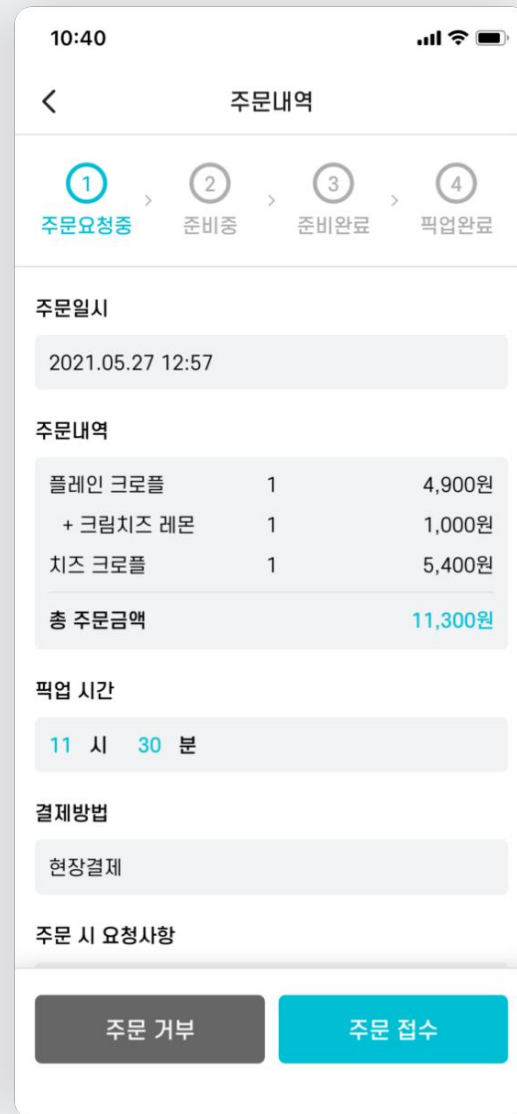 10:40
주문내역
1 2 3 4
주문요청중 준비중 준비완료 픽업완료
주문일시
2021.05.27 12:57
주문내역
플레인 크로플 1 4,900원
+ 크림치즈 레몬 1 1,000원
치즈 크로플 1 5,400원
총 주문금액 11,300원
픽업 시간
11 시 30 분
결제방법
현장결제
주문 시 요청사항
주문 거부 주문 접수